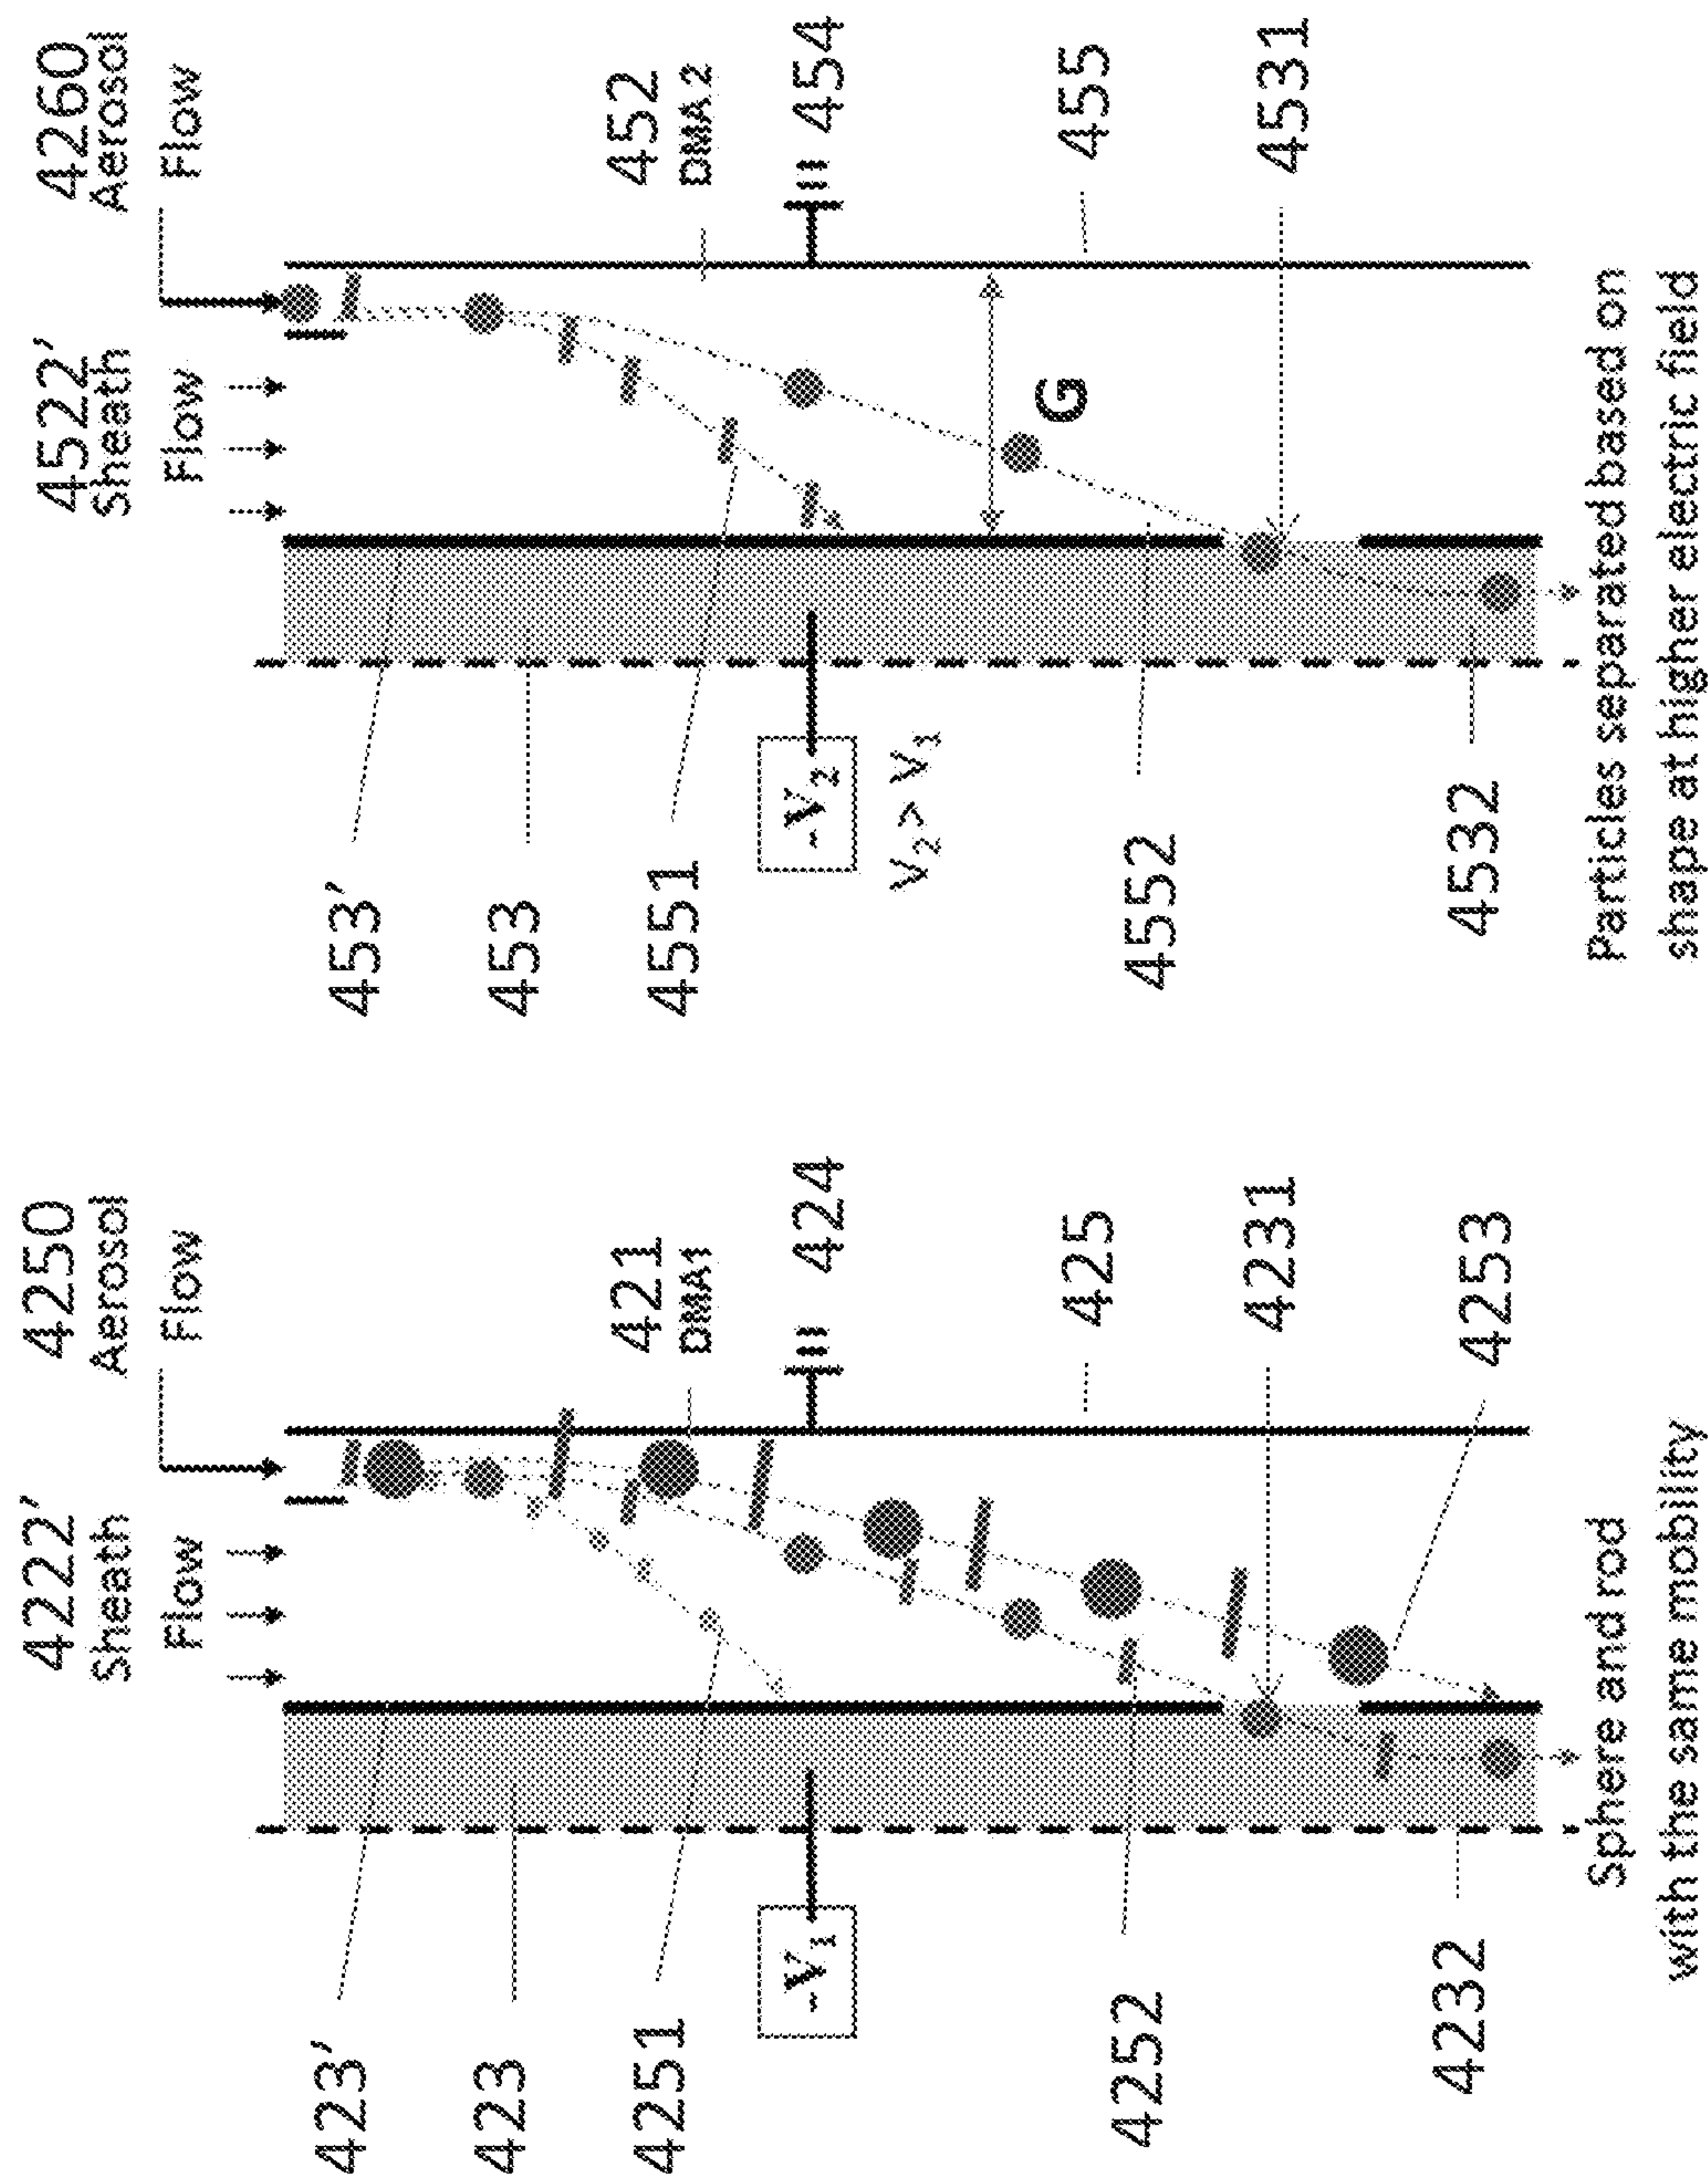 4222'
Sheath
Flow
4250
Aerosol
Flow
423'
423
4251
421
DMA1
-V₁
424
425
4252
4231
4232
4253
Sphere and rod
with the same mobility
4522'
Sheath
Flow
4260
Aerosol
Flow
453'
453
4551
452
DMA 2
-V₂
V₂ > V₁
454
G
455
4552
4531
4532
Particles separated based on
shape at higher electric field